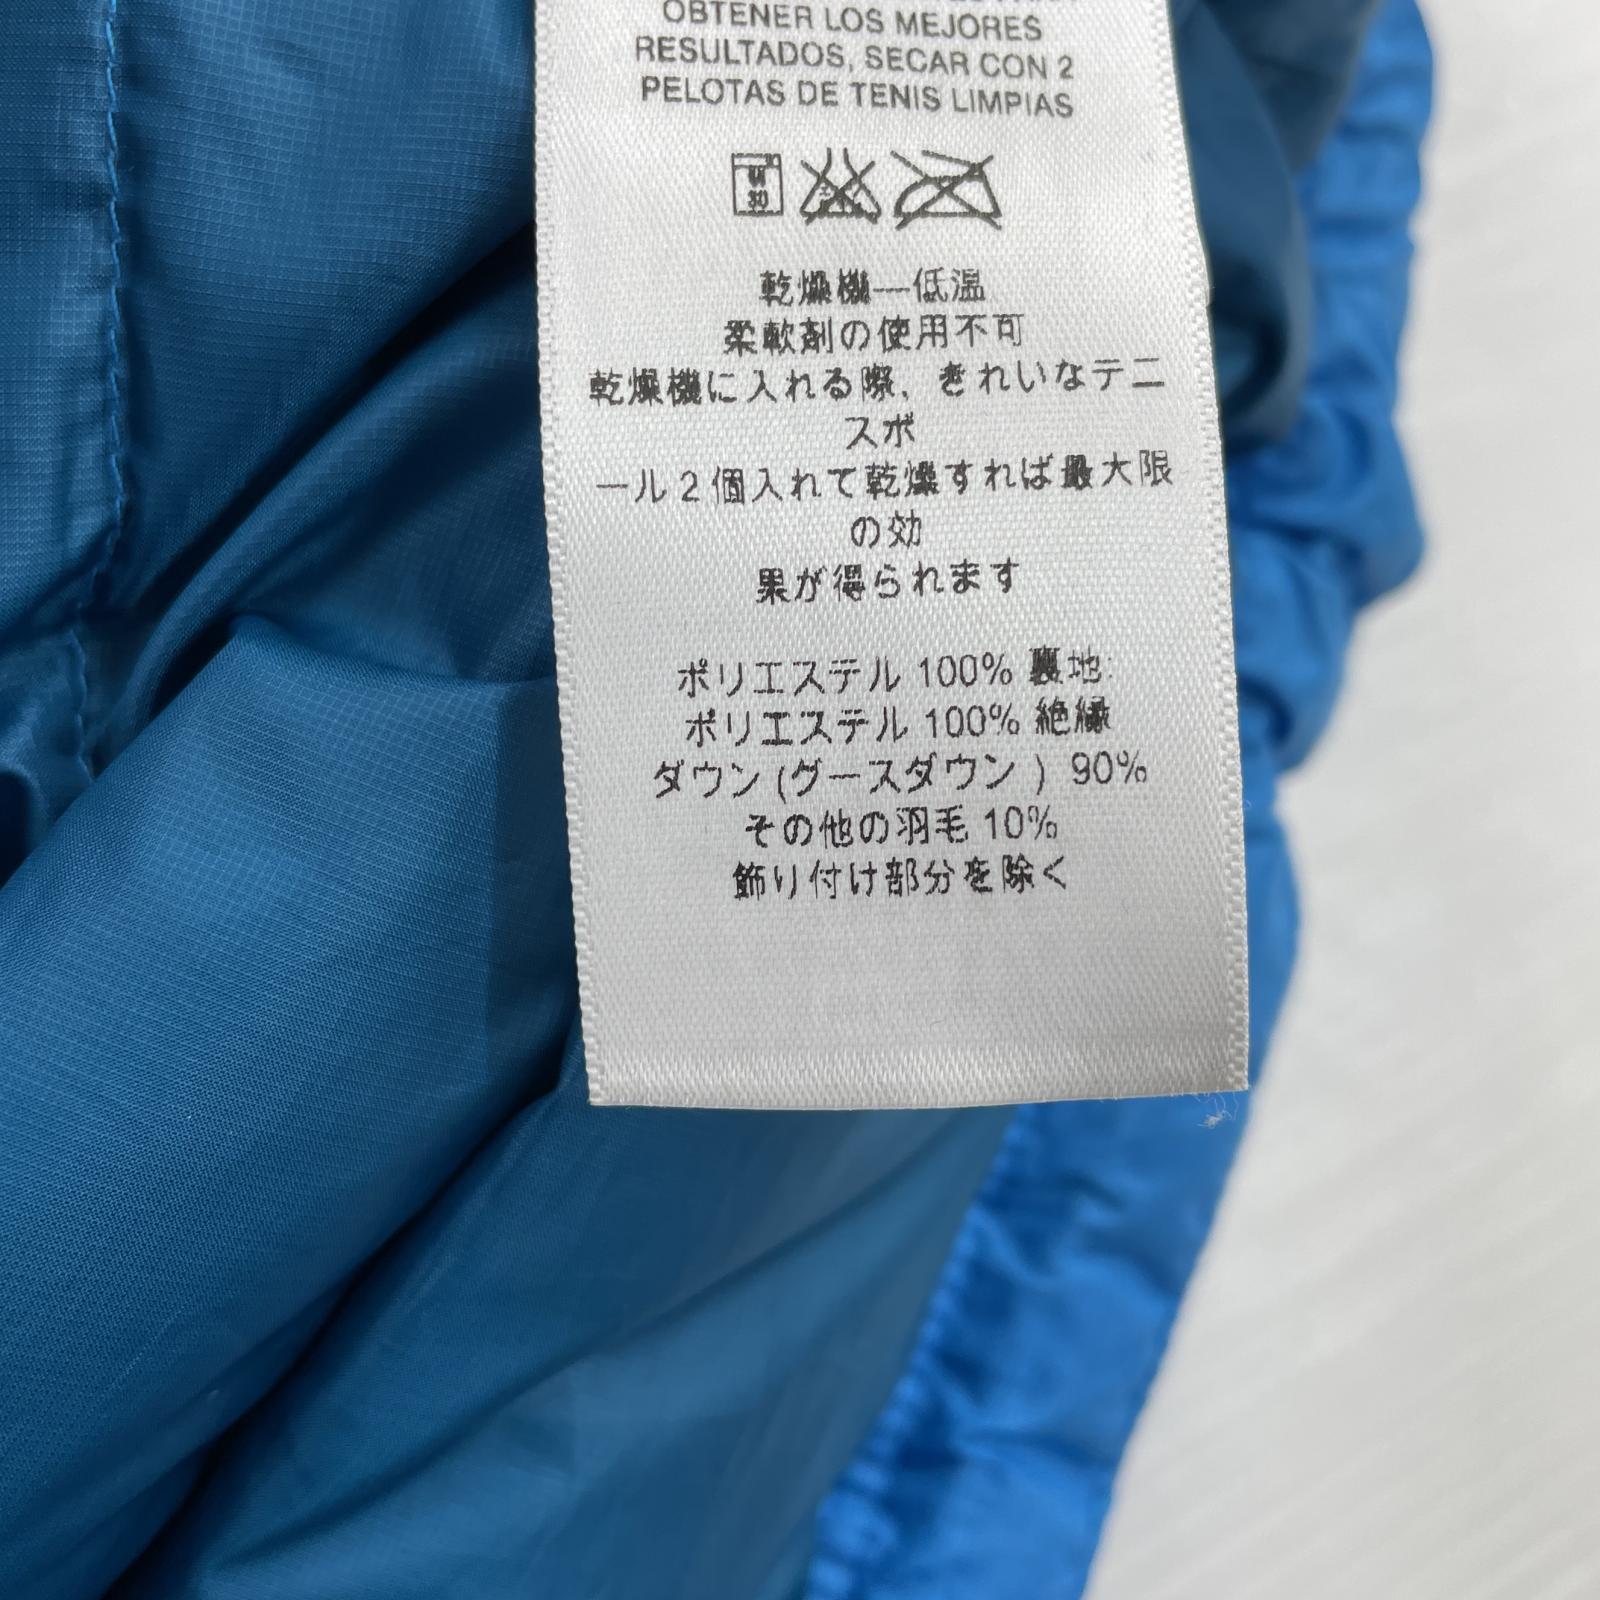 OBTENER LOS MEJORES
RESULTADOS, SECAR CON 2
PELOTAS DE TENIS LIMPIAS
30
乾燥機—低温
柔軟剤の使用不可
乾燥機に入れる際、きれいなテニ
スボ
ール2個入れて乾燥すれば最大限
の効
果が得られます
ポリエステル 100% 裏地:
ポリエステル 100% 絶縁
ダウン(グースダウン) 90%
その他の羽毛 10%
飾り付け部分を除く